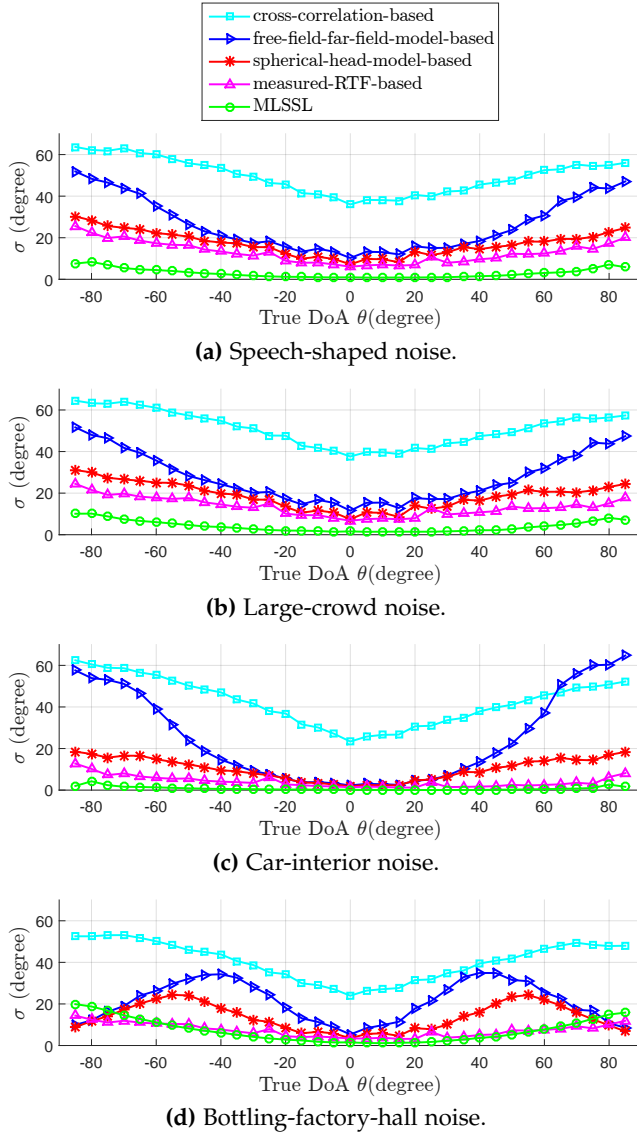 cross-correlation-based
free-field-far-field-model-based
spherical-head-model-based
measured-RTF-based
MLSSL
60
40
20
0
σ (degree)
-80 -60 -40 -20 0 20 40 60 80
True DoA θ(degree)
(a) Speech-shaped noise.
60
40
20
0
σ (degree)
-80 -60 -40 -20 0 20 40 60 80
True DoA θ(degree)
(b) Large-crowd noise.
60
40
20
0
σ (degree)
-80 -60 -40 -20 0 20 40 60 80
True DoA θ(degree)
(c) Car-interior noise.
60
40
20
0
σ (degree)
-80 -60 -40 -20 0 20 40 60 80
True DoA θ(degree)
(d) Bottling-factory-hall noise.